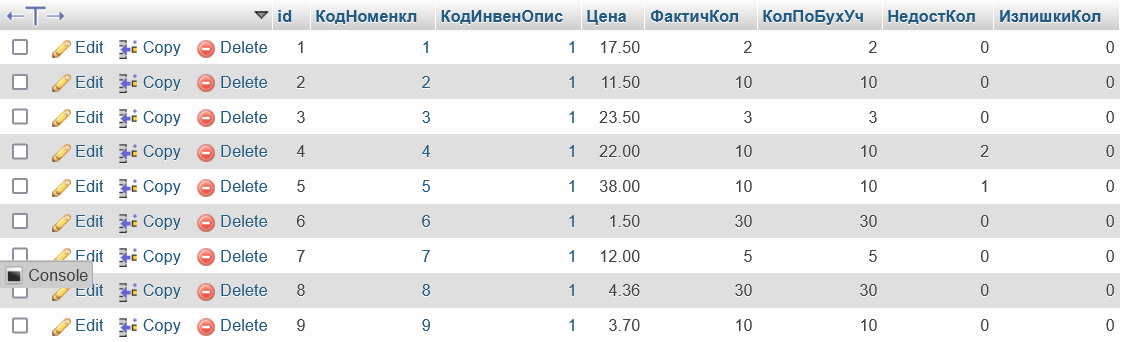 id КодНоменкл КодИнвенОпис Цена ФактичКол КолПоБухУч НедостКол ИзлишкиКол
Edit Copy Delete 1 1 1 17.50 2 2 0 0
Edit Copy Delete 2 2 1 11.50 10 10 0 0
Edit Copy Delete 3 3 1 23.50 3 3 0 0
Edit Copy Delete 4 4 1 22.00 10 10 2 0
Edit Copy Delete 5 5 1 38.00 10 10 1 0
Edit Copy Delete 6 6 1 1.50 30 30 0 0
Edit Copy Delete 7 7 1 12.00 5 5 0 0
Console
Edit Copy Delete 8 8 1 4.36 30 30 0 0
Edit Copy Delete 9 9 1 3.70 10 10 0 0